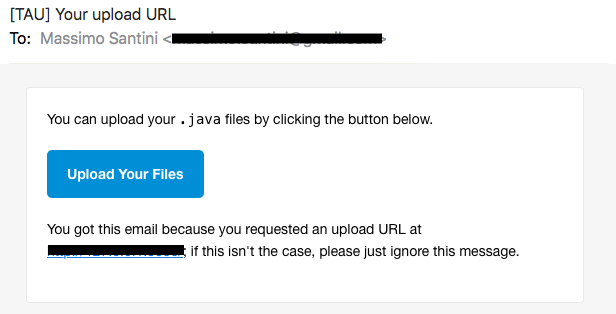 [TAU] Your upload URL
To: Massimo Santini < >
You can upload your .java files by clicking the button below.
Upload Your Files
You got this email because you requested an upload URL at
; if this isn't the case, please just ignore this message.